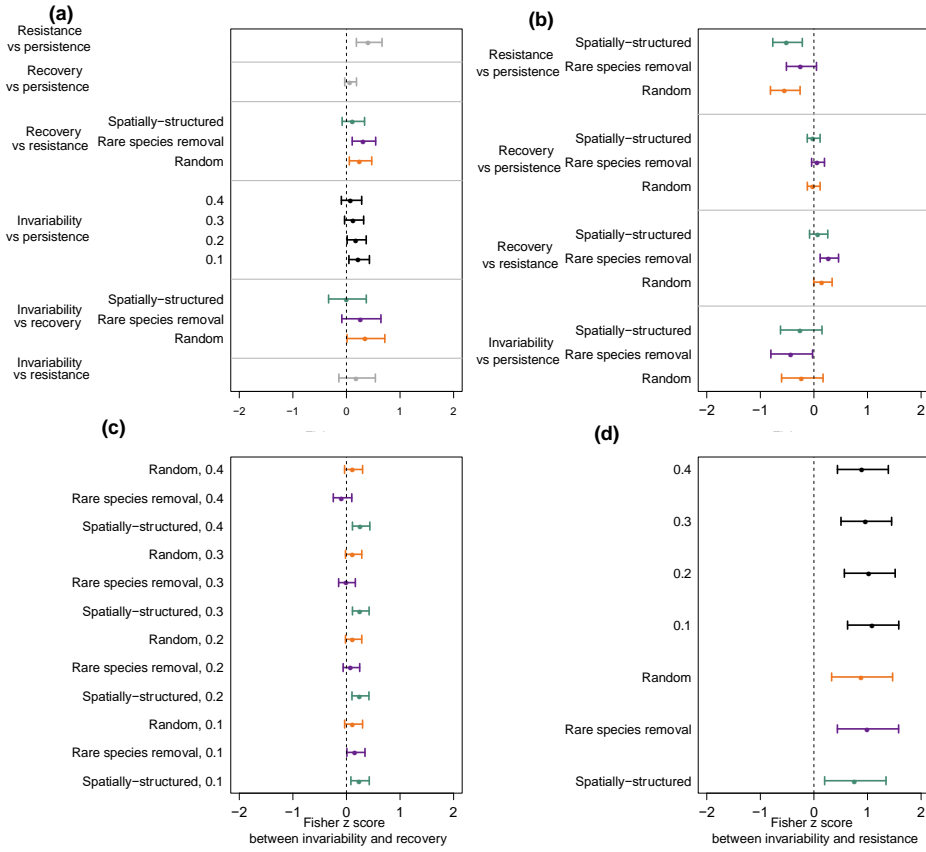 (a)
Resistance
vs persistence
Recovery
vs persistence
Recovery
vs resistance
Spatially−structured
Rare species removal
Random
Invariability
vs persistence
0.4
0.3
0.2
0.1
Invariability
vs recovery
Spatially−structured
Rare species removal
Random
Invariability
vs resistance
−2
−1
0
1
2
(b)
Resistance
vs persistence
Spatially−structured
Rare species removal
Random
Recovery
vs persistence
Spatially−structured
Rare species removal
Random
Recovery
vs resistance
Spatially−structured
Rare species removal
Random
Invariability
vs persistence
Spatially−structured
Rare species removal
Random
−2
−1
0
1
2
(c)
Random, 0.4
Rare species removal, 0.4
Spatially−structured, 0.4
Random, 0.3
Rare species removal, 0.3
Spatially−structured, 0.3
Random, 0.2
Rare species removal, 0.2
Spatially−structured, 0.2
Random, 0.1
Rare species removal, 0.1
Spatially−structured, 0.1
−2
−1
0
1
2
Fisher z score
between invariability and recovery
(d)
0.4
0.3
0.2
0.1
Random
Rare species removal
Spatially−structured
−2
−1
0
1
2
Fisher z score
between invariability and resistance